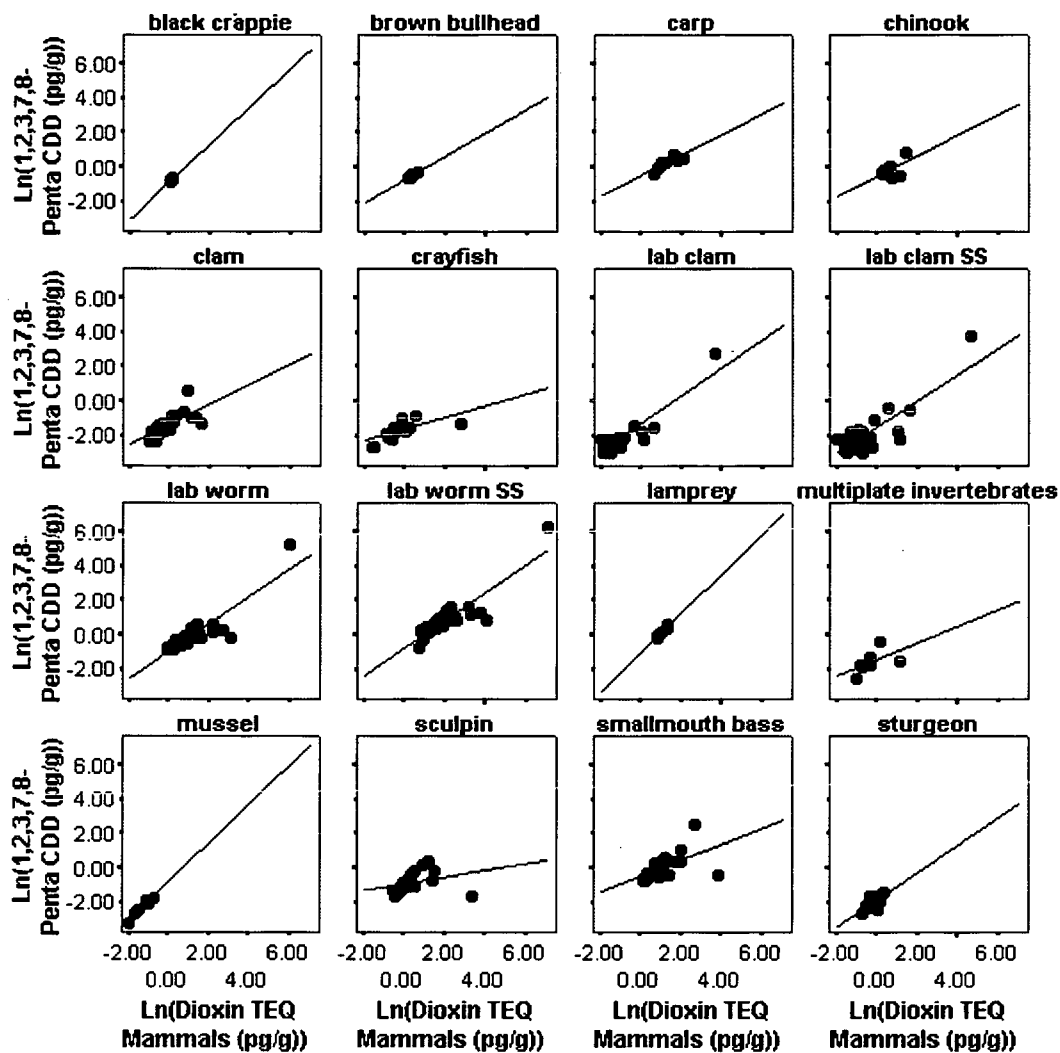 black crappie
brown bullhead
carp
chinook
Ln(1,2,3,7,8-
Penta CDD (pg/g))
6.00
4.00
2.00
0.00
-2.00
clam
crayfish
lab clam
lab clam SS
Ln(1,2,3,7,8-
Penta CDD (pg/g))
6.00
4.00
2.00
0.00
-2.00
lab worm
lab worm SS
lamprey
multiplate invertebrates
Ln(1,2,3,7,8-
Penta CDD (pg/g))
6.00
4.00
2.00
0.00
-2.00
mussel
sculpin
smallmouth bass
sturgeon
Ln(1,2,3,7,8-
Penta CDD (pg/g))
6.00
4.00
2.00
0.00
-2.00
-2.00 2.00 6.00
0.00 4.00
Ln(Dioxin TEQ
Mammals (pg/g))
-2.00 2.00 6.00
0.00 4.00
Ln(Dioxin TEQ
Mammals (pg/g))
-2.00 2.00 6.00
0.00 4.00
Ln(Dioxin TEQ
Mammals (pg/g))
-2.00 2.00 6.00
0.00 4.00
Ln(Dioxin TEQ
Mammals (pg/g))